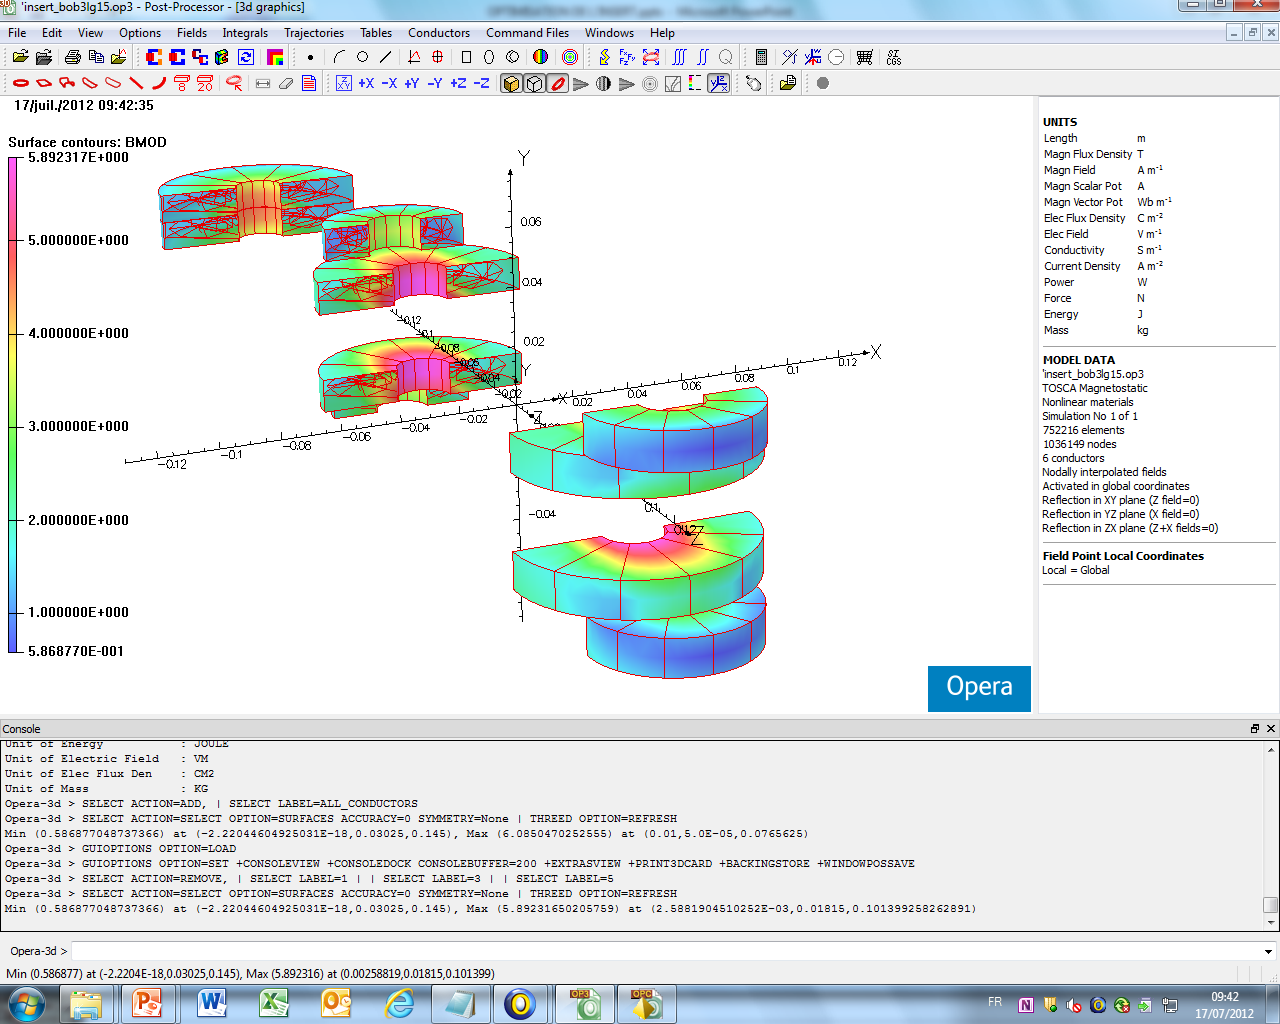 'insert_bob3lg15.op3 - Post-Processor - [3d graphics]
File Edit View Options Fields Integrals Trajectories Tables Conductors Command Files Windows Help
+X -X +Y -Y +Z -Z
17/juil./2012 09:42:35
Surface contours: BMOD
5.892317E+000
5.000000E+000
4.000000E+000
3.000000E+000
2.000000E+000
1.000000E+000
5.868770E-001
Y
0.06
0.04
0.02
Y
X
0.12
0.1
0.08
0.06
0.04
0.02
X
Z
-0.02
-0.04
-0.06
-0.08
-0.1
-0.12
-0.04
0.1
Z
Opera
UNITS
Length m
Magn Flux Density T
Magn Field A m-1
Magn Scalar Pot A
Magn Vector Pot Wb m-1
Elec Flux Density C m-2
Elec Field V m-1
Conductivity S m-1
Current Density A m-2
Power W
Force N
Energy J
Mass kg
MODEL DATA
'insert_bob3lg15.op3
TOSCA Magnetostatic
Nonlinear materials
Simulation No 1 of 1
752216 elements
1036149 nodes
6 conductors
Nodally interpolated fields
Activated in global coordinates
Reflection in XY plane (Z field=0)
Reflection in YZ plane (X field=0)
Reflection in ZX plane (Z+X fields=0)
Field Point Local Coordinates
Local = Global
Console
Unit of Energy : JOULE
Unit of Electric Field : VM
Unit of Elec Flux Den : CM2
Unit of Mass : KG
Opera-3d > SELECT ACTION=ADD, | SELECT LABEL=ALL_CONDUCTORS
Opera-3d > SELECT ACTION=SELECT OPTION=SURFACES ACCURACY=0 SYMMETRY=None | THREED OPTION=REFRESH
Min (0.586877048737366) at (-2.22044604925031E-18,0.03025,0.145), Max (6.0850470252555) at (0.01,5.0E-05,0.0765625)
Opera-3d > GUIOPTIONS OPTION=LOAD
Opera-3d > GUIOPTIONS OPTION=SET +CONSOLEVIEW +CONSOLEDOCK CONSOLEBUFFER=200 +EXTRASVIEW +PRINT3DCARD +BACKINGSTORE +WINDOWPOSSAVE
Opera-3d > SELECT ACTION=REMOVE, | SELECT LABEL=1 | | SELECT LABEL=3 | | SELECT LABEL=5
Opera-3d > SELECT ACTION=SELECT OPTION=SURFACES ACCURACY=0 SYMMETRY=None | THREED OPTION=REFRESH
Min (0.586877048737366) at (-2.22044604925031E-18,0.03025,0.145), Max (5.89231650205759) at (2.5881904510252E-03,0.01815,0.101399258262891)
Opera-3d >
Min (0.586877) at (-2.2204E-18,0.03025,0.145), Max (5.892316) at (0.00258819,0.01815,0.101399)
FR
09:42
17/07/2012